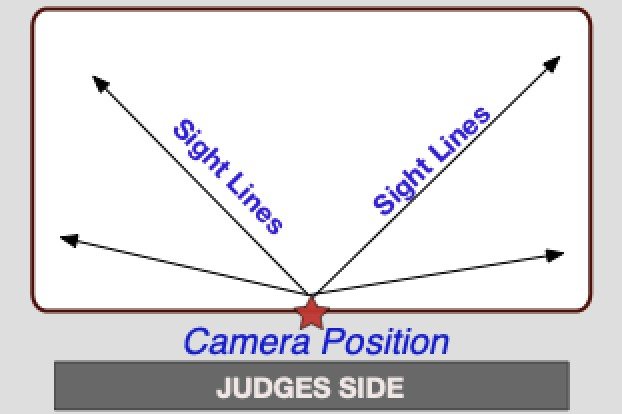 Sight Lines
Sight Lines
Camera Position
JUDGES SIDE